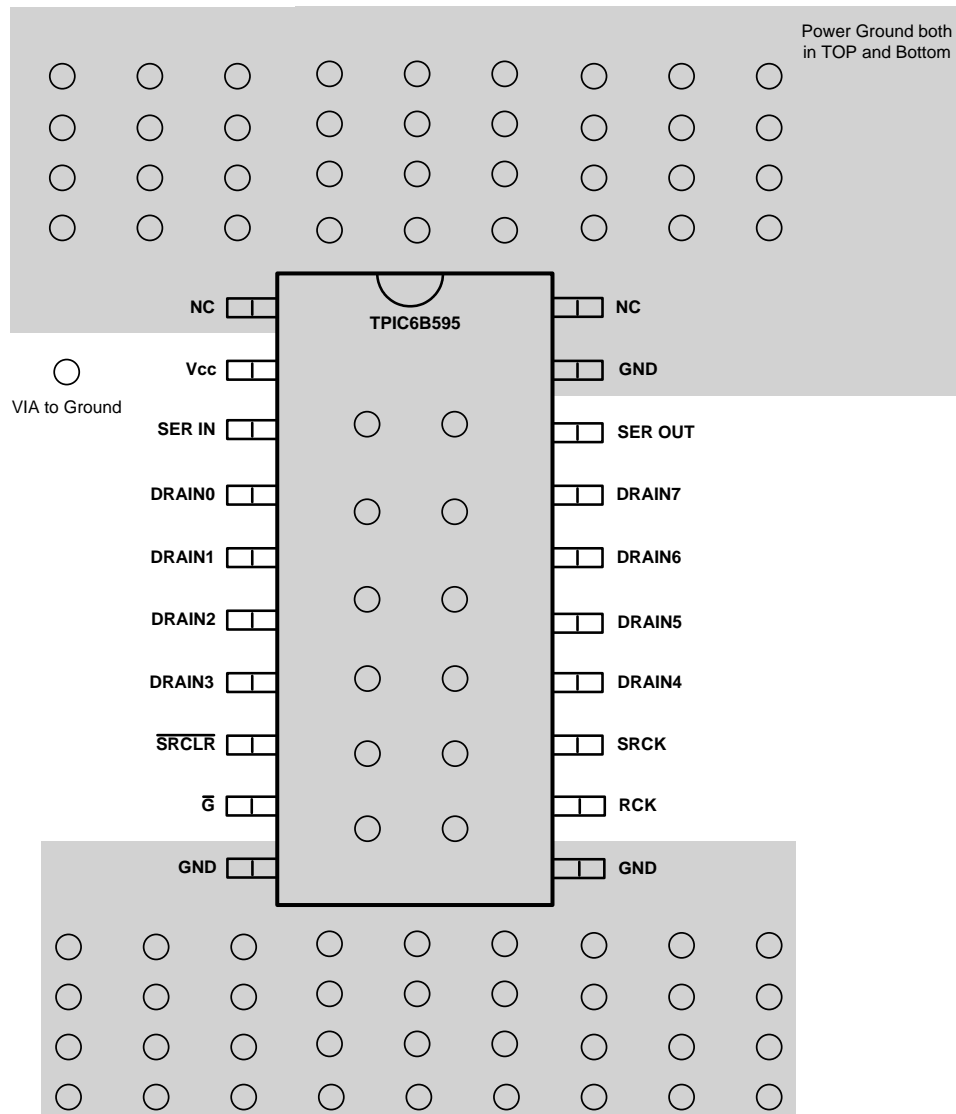 Power Ground both
in TOP and Bottom
NC
TPIC6B595
NC
Vcc
GND
VIA to Ground
SER IN
SER OUT
DRAIN0
DRAIN7
DRAIN1
DRAIN6
DRAIN2
DRAIN5
DRAIN3
DRAIN4
S̅R̅C̅L̅R̅
SRCK
G̅
RCK
GND
GND